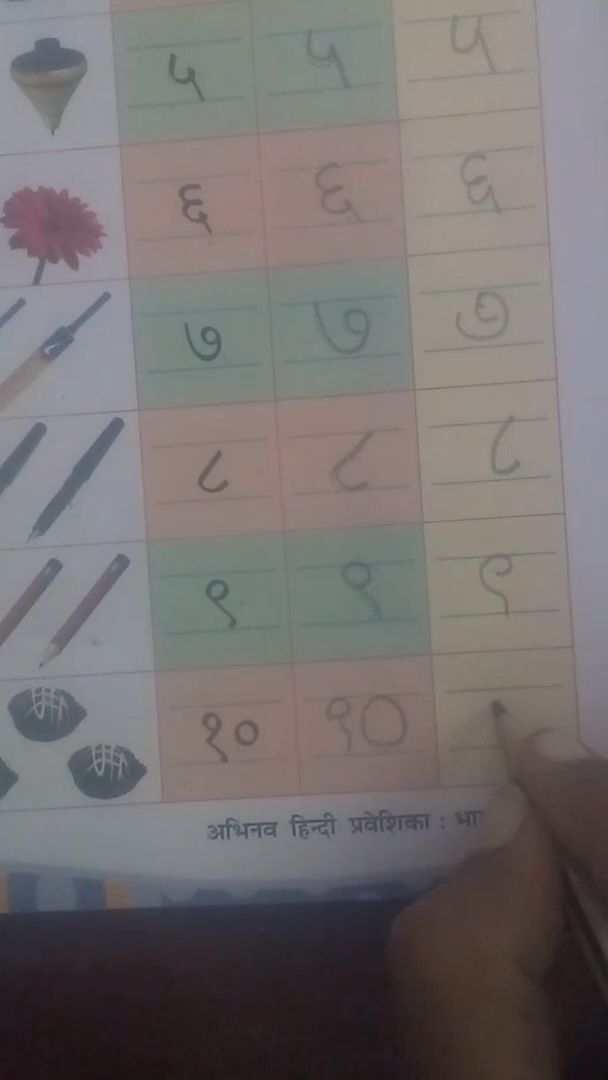 ५ ५ ५
६ ६ ६
७ ७ ७
८ ८ ८
९ ९ ९
१० १०
अभिनव हिन्दी प्रवेशिका :